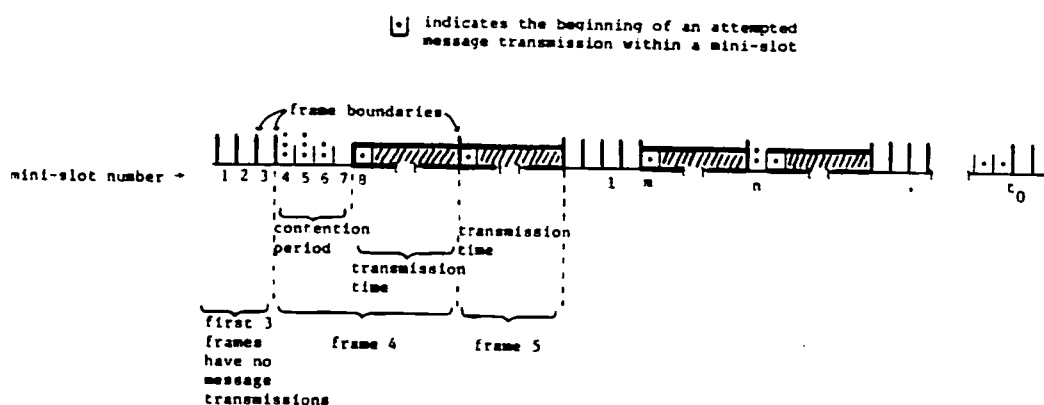 indicates the beginning of an attempted
message transmission within a mini-slot
frame boundaries
mini-slot number →
1 2 3 4 5 6 7 8 l m n t0
contention
period
transmission
time
transmission
time
first 3
frames
have no
message
transmissions
frame 4
frame 5